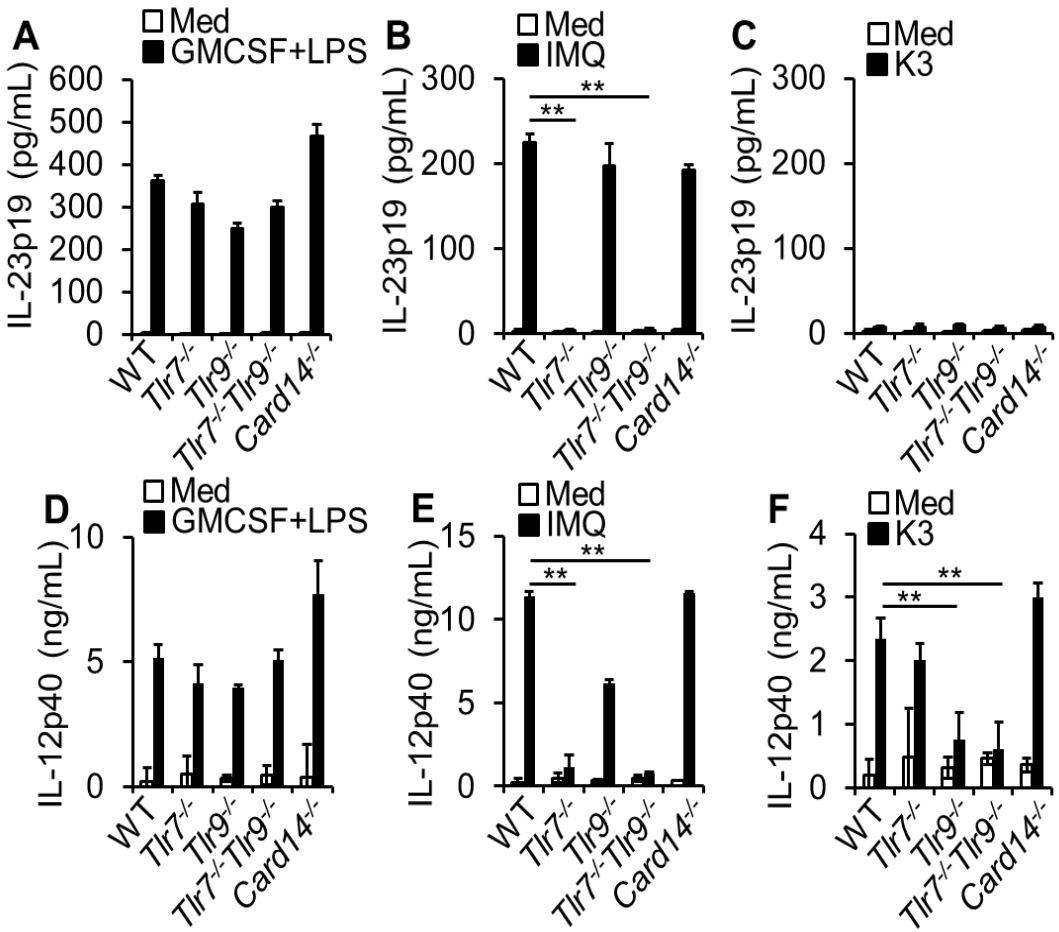 A
Med
GMCSF+LPS
IL-23p19 (pg/mL)
600
500
400
300
200
100
0
WT
Tlr7-/-
Tlr9-/-
Tlr7-/-Tlr9-/-
Card14-/-
B
Med
IMQ
IL-23p19 (pg/mL)
300
200
100
0
**
**
WT
Tlr7-/-
Tlr9-/-
Tlr7-/-Tlr9-/-
Card14-/-
C
Med
K3
IL-23p19 (pg/mL)
300
200
100
0
WT
Tlr7-/-
Tlr9-/-
Tlr7-/-Tlr9-/-
Card14-/-
D
Med
GMCSF+LPS
IL-12p40 (ng/mL)
10
5
0
WT
Tlr7-/-
Tlr9-/-
Tlr7-/-Tlr9-/-
Card14-/-
E
Med
IMQ
IL-12p40 (ng/mL)
15
10
5
0
**
**
WT
Tlr7-/-
Tlr9-/-
Tlr7-/-Tlr9-/-
Card14-/-
F
Med
K3
IL-12p40 (ng/mL)
4
3
2
1
0
**
**
WT
Tlr7-/-
Tlr9-/-
Tlr7-/-Tlr9-/-
Card14-/-